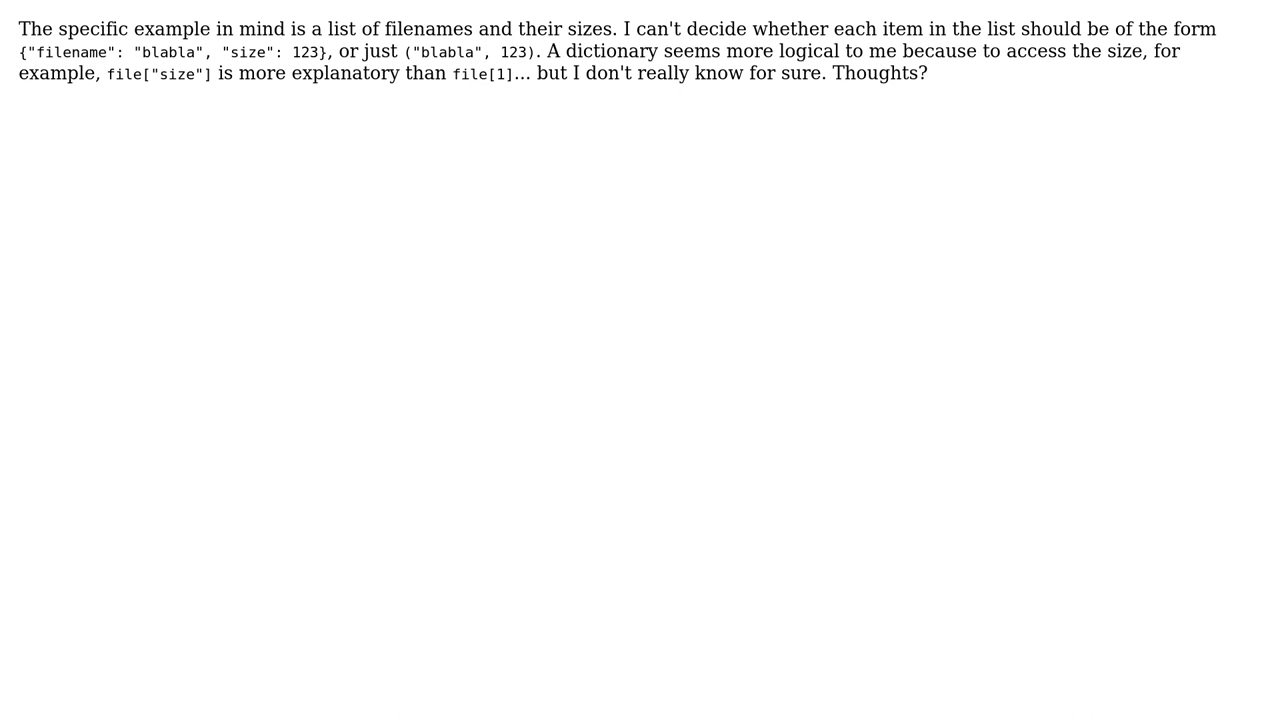 The specific example in mind is a list of filenames and their sizes. I can't decide whether each item in the list should be of the form
{"filename": "blabla", "size": 123}, or just ("blabla", 123). A dictionary seems more logical to me because to access the size, for
example, file["size"] is more explanatory than file[1]... but I don't really know for sure. Thoughts?